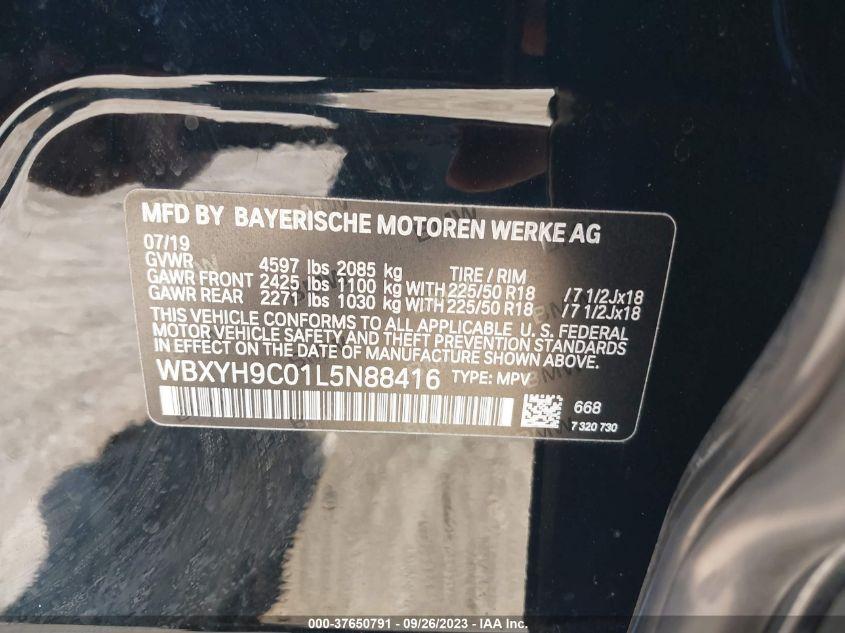 MFD BY BAYERISCHE MOTOREN WERKE AG
07/19
GVWR 4597 lbs 2085 kg TIRE / RIM
GAWR FRONT 2425 lbs 1100 kg WITH 225/50 R18 /7 1/2Jx18
GAWR REAR 2271 lbs 1030 kg WITH 225/50 R18 /7 1/2Jx18
THIS VEHICLE CONFORMS TO ALL APPLICABLE U. S. FEDERAL
MOTOR VEHICLE SAFETY AND THEFT PREVENTION STANDARDS
IN EFFECT ON THE DATE OF MANUFACTURE SHOWN ABOVE.
WBXYH9C01L5N88416 TYPE: MPV
668
7 320 730
000-37650791 - 09/26/2023 - IAA Inc.